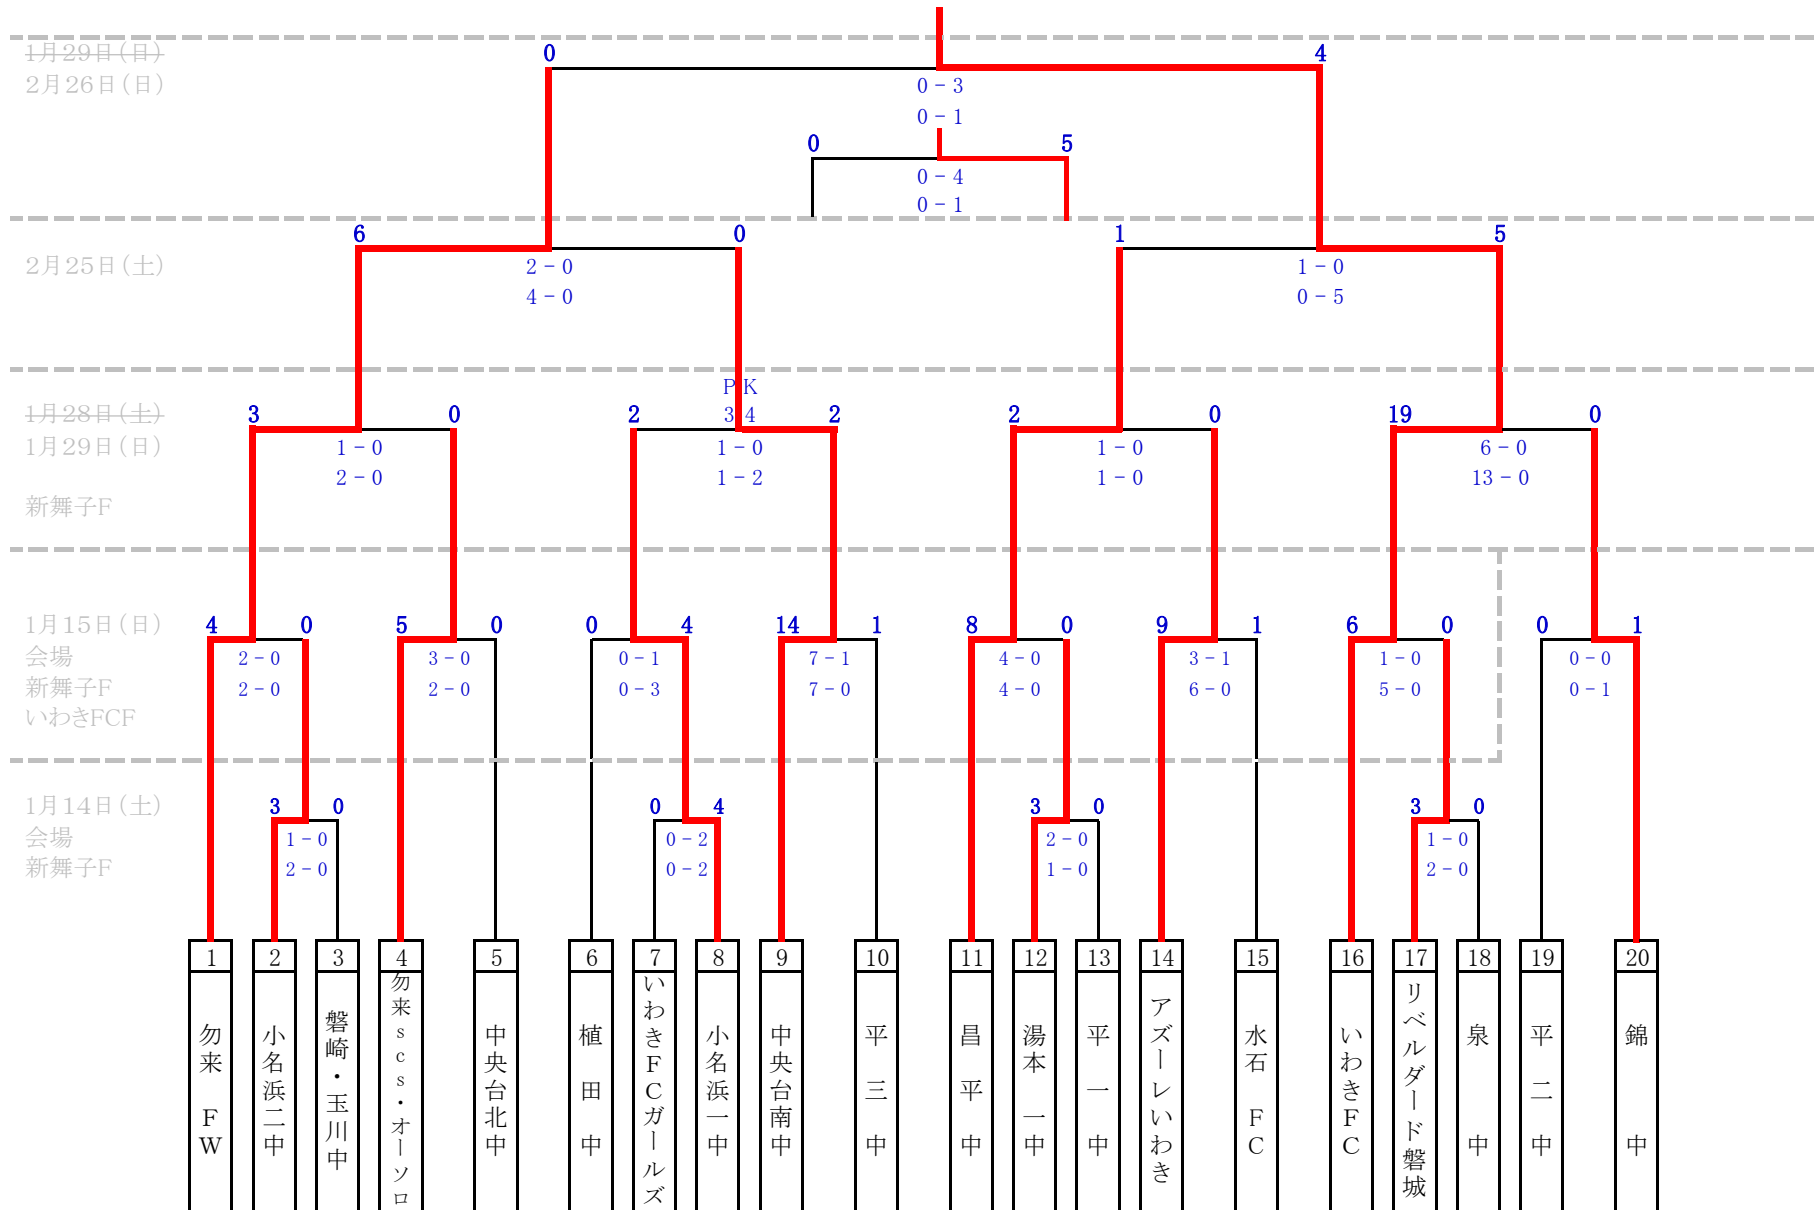 1月29日(日)
2月26日(日)
0 4
0-3
0-1
0 5
0-4
0-1
6 0 1 5
2月25日(土)
2-0 1-0
4-0 0-5
PK
1月28日(土)
3 0 2 3 4 2 2 0 19 0
1月29日(日)
1-0 1-0 1-0 6-0
2-0 1-2 1-0 13-0
新舞子F
1月15日(日)
4 0 5 0 0 4 14 1 8 0 9 1 6 0 0 1
会場
2-0 3-0 0-1 7-1 4-0 3-1 1-0 0-0
新舞子F
2-0 2-0 0-3 7-0 4-0 6-0 5-0 0-1
いわきFCF
1月14日(土)
3 0 0 4 3 0 3 0
会場
1-0 0-2 2-0 1-0
新舞子F
2-0 0-2 1-0 2-0
1 2 3 4 5 6 7 8 9 10 11 12 13 14 15 16 17 18 19 20
勿来 FW
小名浜二中
磐崎・玉川中
勿来scs・オーソロ
中央台北中
植田中
いわきFCガールズ
小名浜一中
中央台南中
平三中
昌平中
湯本一中
平一中
アズーレいわき
水石 FC
いわきFC
リベルダード磐城
泉中
平二中
錦中